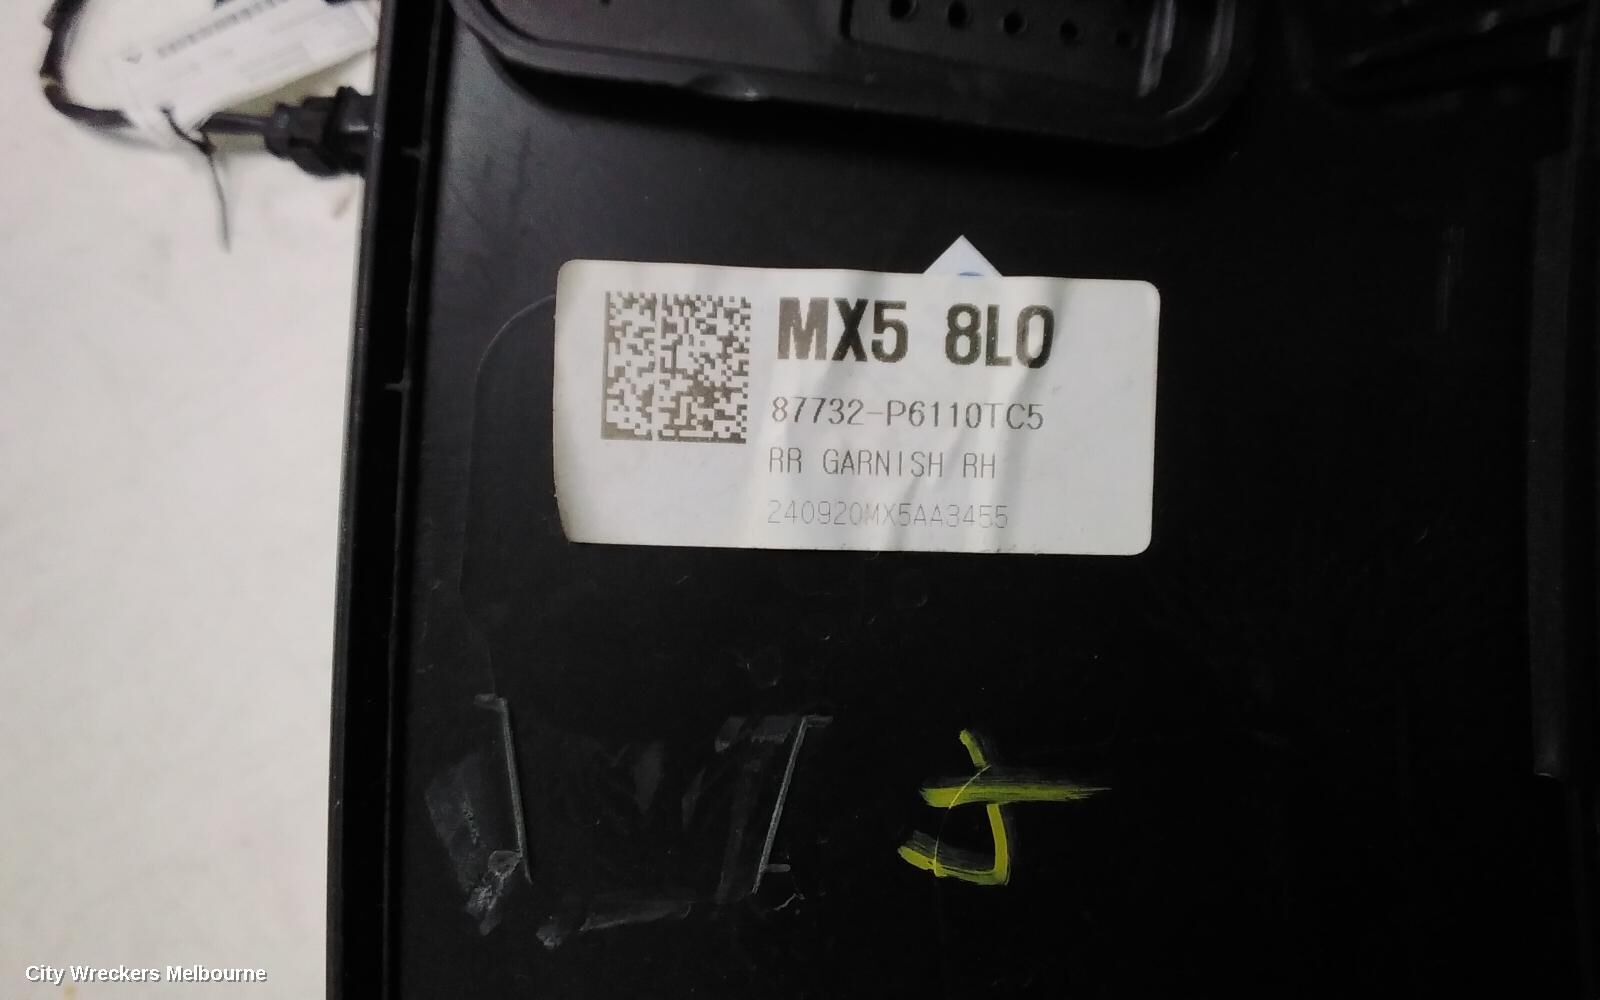 MX5 8L0
87732-P6110TC5
RR GARNISH RH
240920MX5AA3455
City Wreckers Melbourne